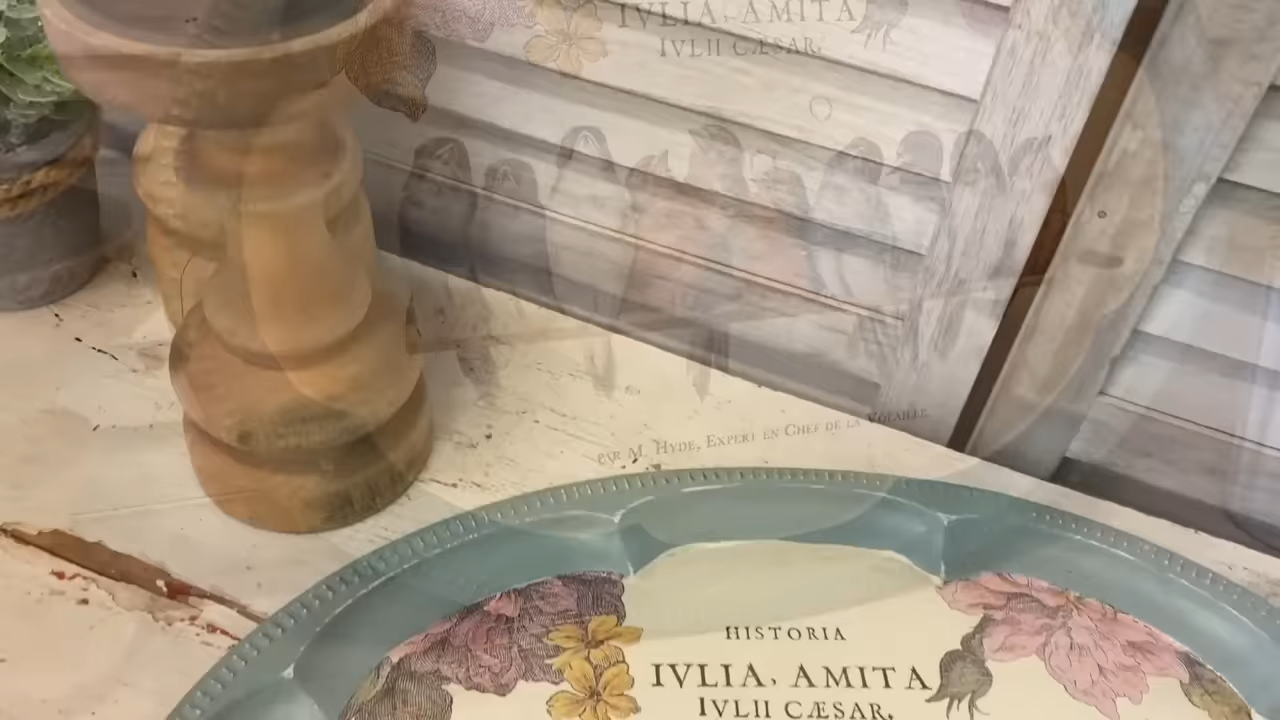 IVLIA, AMITA
IVLII CÆSAR.
PAR M. HYDE, EXPERT EN CHEF DE LA VOLAILLE
HISTORIA
IVLIA, AMITA
IVLII CÆSAR.